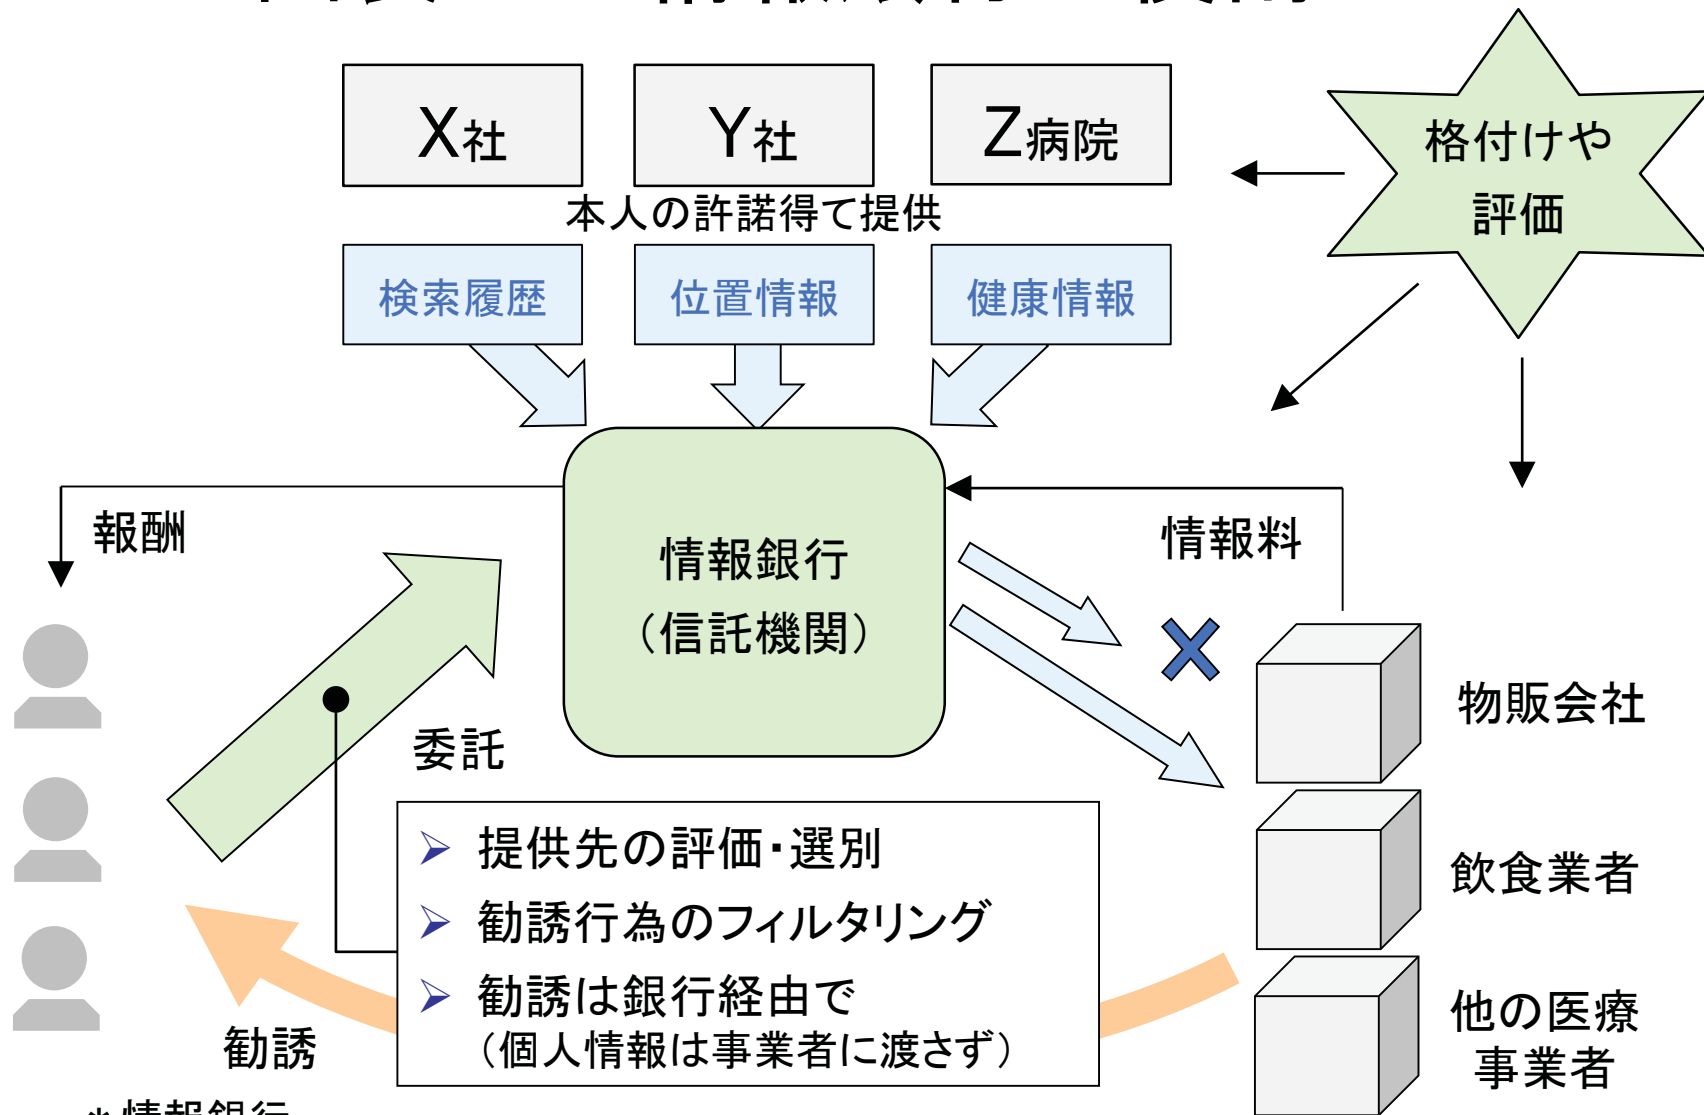 X社
Y社
Z病院
格付けや
評価
本人の許諾得て提供
検索履歴
位置情報
健康情報
報酬
情報銀行
（信託機関）
情報料
物販会社
委託
➢ 提供先の評価・選別
➢ 勧誘行為のフィルタリング
➢ 勧誘は銀行経由で
（個人情報は事業者に渡さず）
飲食業者
他の医療
事業者
勧誘
＊情報銀行